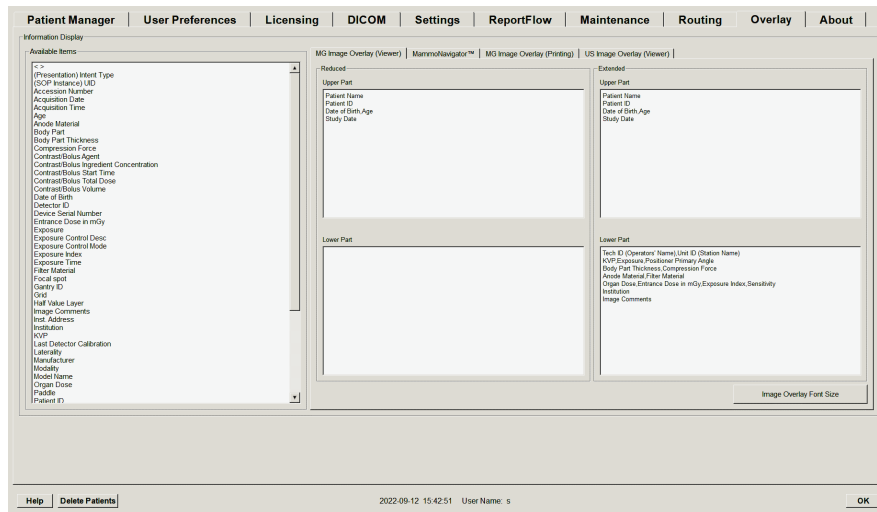 Patient Manager | User Preferences | Licensing | DICOM | Settings | ReportFlow | Maintenance | Routing | Overlay | About |
Information Display
Available Items
< >
(Presentation) Intent Type
(SOP Instance) UID
Accession Number
Acquisition Date
Acquisition Time
Age
Anode Material
Body Part
Body Part Thickness
Compression Force
Contrast/Bolus Agent
Contrast/Bolus Ingredient Concentration
Contrast/Bolus Start Time
Contrast/Bolus Total Dose
Contrast/Bolus Volume
Date of Birth
Detector ID
Device Serial Number
Entrance Dose in mGy
Exposure
Exposure Control Desc
Exposure Control Mode
Exposure Index
Exposure Time
Filter Material
Focal spot
Gantry ID
Grid
Half Value Layer
Image Comments
Inst. Address
Institution
KVP
Last Detector Calibration
Laterality
Manufacturer
Modality
Model Name
Organ Dose
Paddle
Patient ID
MG Image Overlay (Viewer) | MammoNavigator™ | MG Image Overlay (Printing) | US Image Overlay (Viewer) |
Reduced
Upper Part
Patient Name
Patient ID
Date of Birth,Age
Study Date
Lower Part
Extended
Upper Part
Patient Name
Patient ID
Date of Birth,Age
Study Date
Lower Part
Tech ID (Operators' Name),Unit ID (Station Name)
KVP,Exposure,Positioner Primary Angle
Body Part Thickness,Compression Force
Anode Material,Filter Material
Organ Dose,Entrance Dose in mGy,Exposure Index,Sensitivity
Institution
Image Comments
Image Overlay Font Size
Help
Delete Patients
2022-09-12 15:42:51 User Name: s
OK